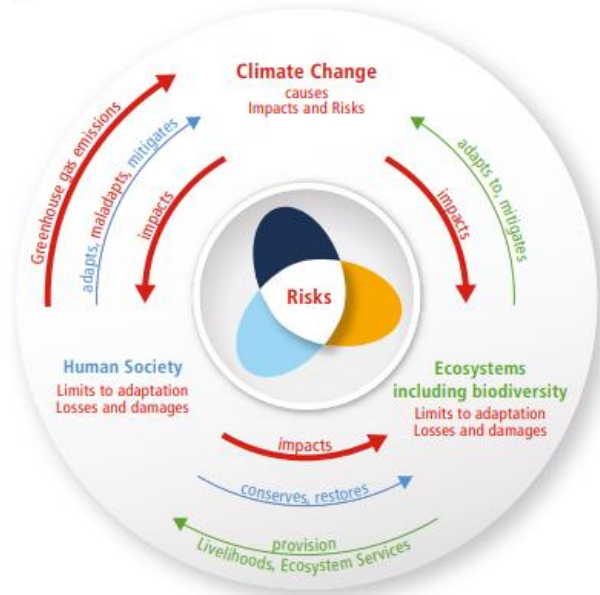 Climate Change
causes
Impacts and Risks
Greenhouse gas emissions
adapts, maladapts, mitigates
impacts
impacts
adapts to, mitigates
Risks
Human Society
Limits to adaptation
Losses and damages
Ecosystems
including biodiversity
Limits to adaptation
Losses and damages
impacts
conserves, restores
provision
Livelihoods, Ecosystem Services